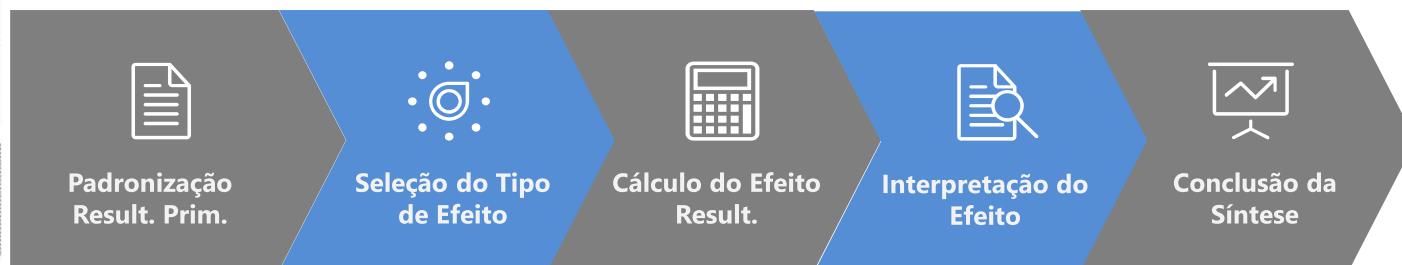 Padronização
Result. Prim.
Seleção do Tipo
de Efeito
Cálculo do Efeito
Result.
Interpretação do
Efeito
Conclusão da
Síntese